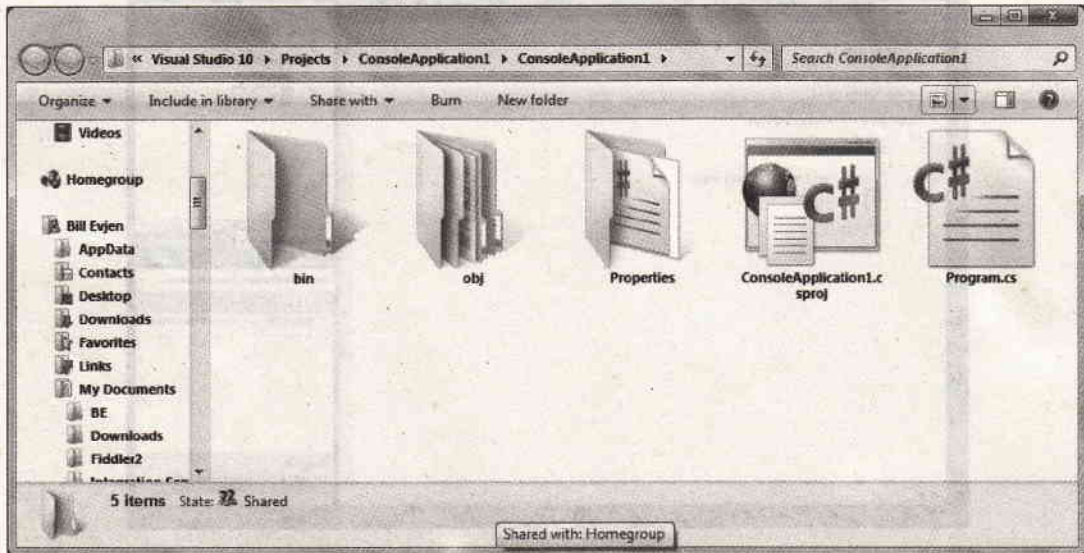 « Visual Studio 10 ▸ Projects ▸ ConsoleApplication1 ▸ ConsoleApplication1 ▸
Search ConsoleApplication1
Organize ▾ Include in library ▾ Share with ▾ Burn New folder
Videos
Homegroup
Bill Evjen
AppData
Contacts
Desktop
Downloads
Favorites
Links
My Documents
BE
Downloads
Fiddler2
bin
obj
Properties
C#
ConsoleApplication1.c
sproj
C#
Program.cs
5 items State: Shared
Shared with: Homegroup